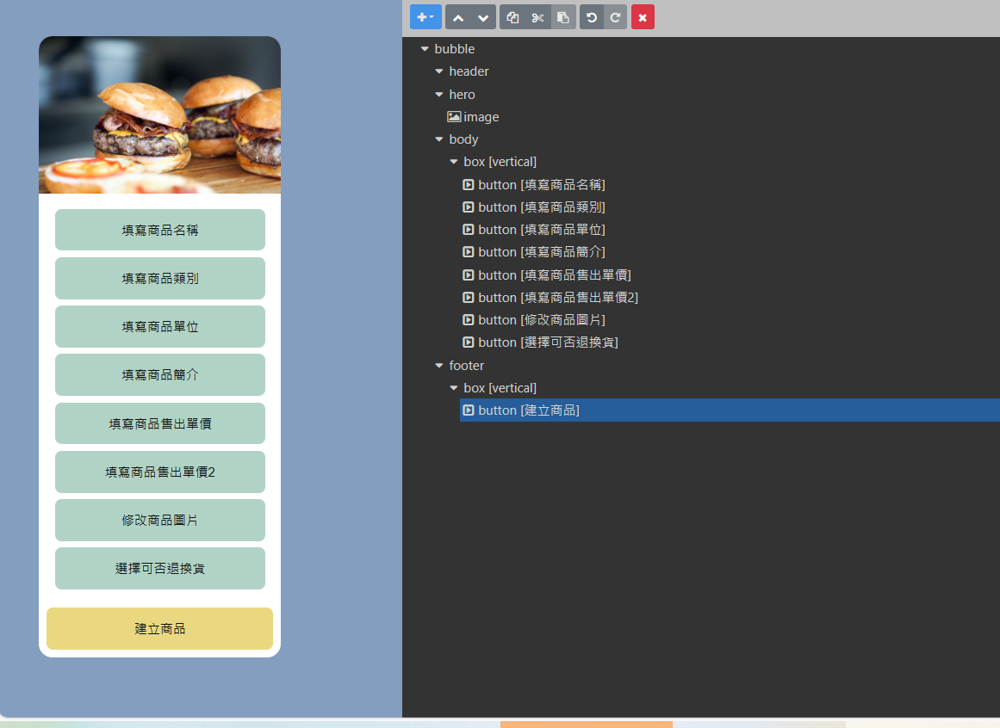 填寫商品名稱
填寫商品類別
填寫商品單位
填寫商品簡介
填寫商品售出單價
填寫商品售出單價2
修改商品圖片
選擇可否退換貨
建立商品
bubble
header
hero
image
body
box [vertical]
button [填寫商品名稱]
button [填寫商品類別]
button [填寫商品單位]
button [填寫商品簡介]
button [填寫商品售出單價]
button [填寫商品售出單價2]
button [修改商品圖片]
button [選擇可否退換貨]
footer
box [vertical]
button [建立商品]